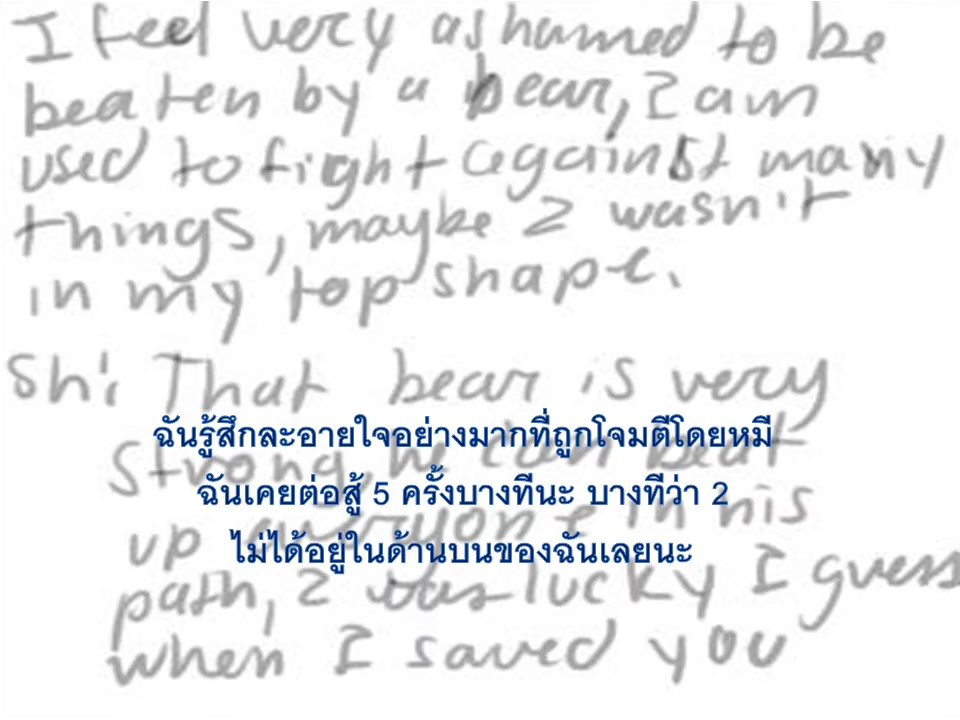 I feel very ashamed to be
beaten by a bear, I am
used to fight against many
things, maybe I wasn't
in my top shape.
Sh: That bear is very
strong, he can beat
ฉันรู้สึกละอายใจอย่างมากที่ถูกโจมตีโดยหมี
ฉันเคยต่อสู้ 5 ครั้งบางทีนะ บางทีว่า 2
up everyone in his
ไม่ได้อยู่ในด้านบนของฉันเลยนะ
path, I was lucky I guess
when I saved you